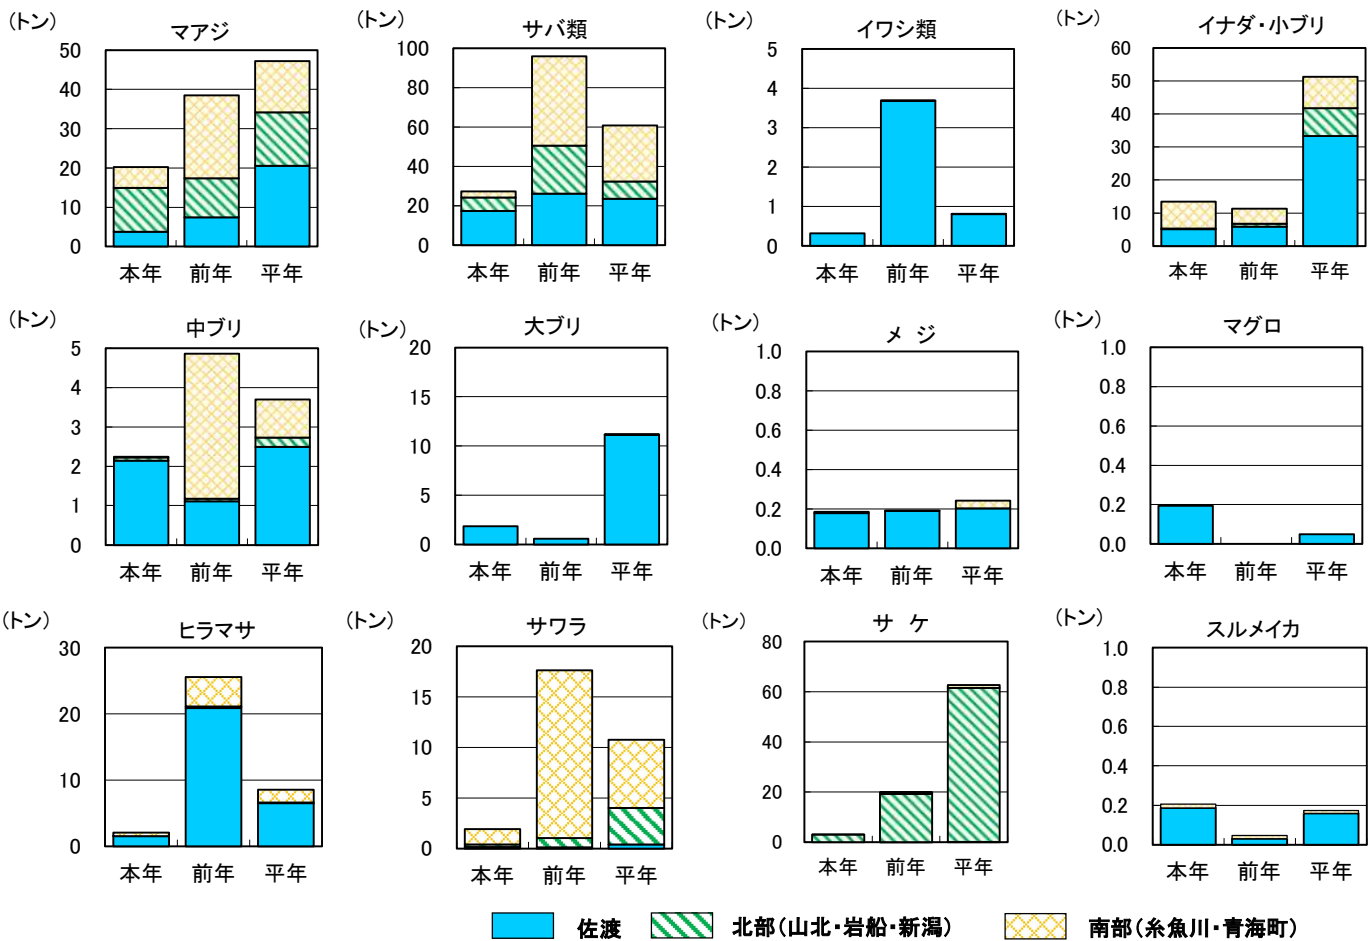 (トン)
マアジ
50
40
30
20
10
0
本年 前年 平年
(トン)
サバ類
100
80
60
40
20
0
本年 前年 平年
(トン)
イワシ類
5
4
3
2
1
0
本年 前年 平年
(トン)
イナダ・小ブリ
60
50
40
30
20
10
0
本年 前年 平年
(トン)
中ブリ
5
4
3
2
1
0
本年 前年 平年
(トン)
大ブリ
20
15
10
5
0
本年 前年 平年
(トン)
メ ジ
1.0
0.8
0.6
0.4
0.2
0.0
本年 前年 平年
(トン)
マグロ
1.0
0.8
0.6
0.4
0.2
0.0
本年 前年 平年
(トン)
ヒラマサ
30
20
10
0
本年 前年 平年
(トン)
サワラ
20
15
10
5
0
本年 前年 平年
(トン)
サ ケ
80
60
40
20
0
本年 前年 平年
(トン)
スルメイカ
1.0
0.8
0.6
0.4
0.2
0.0
本年 前年 平年
佐渡 北部(山北・岩船・新潟) 南部(糸魚川・青海町)